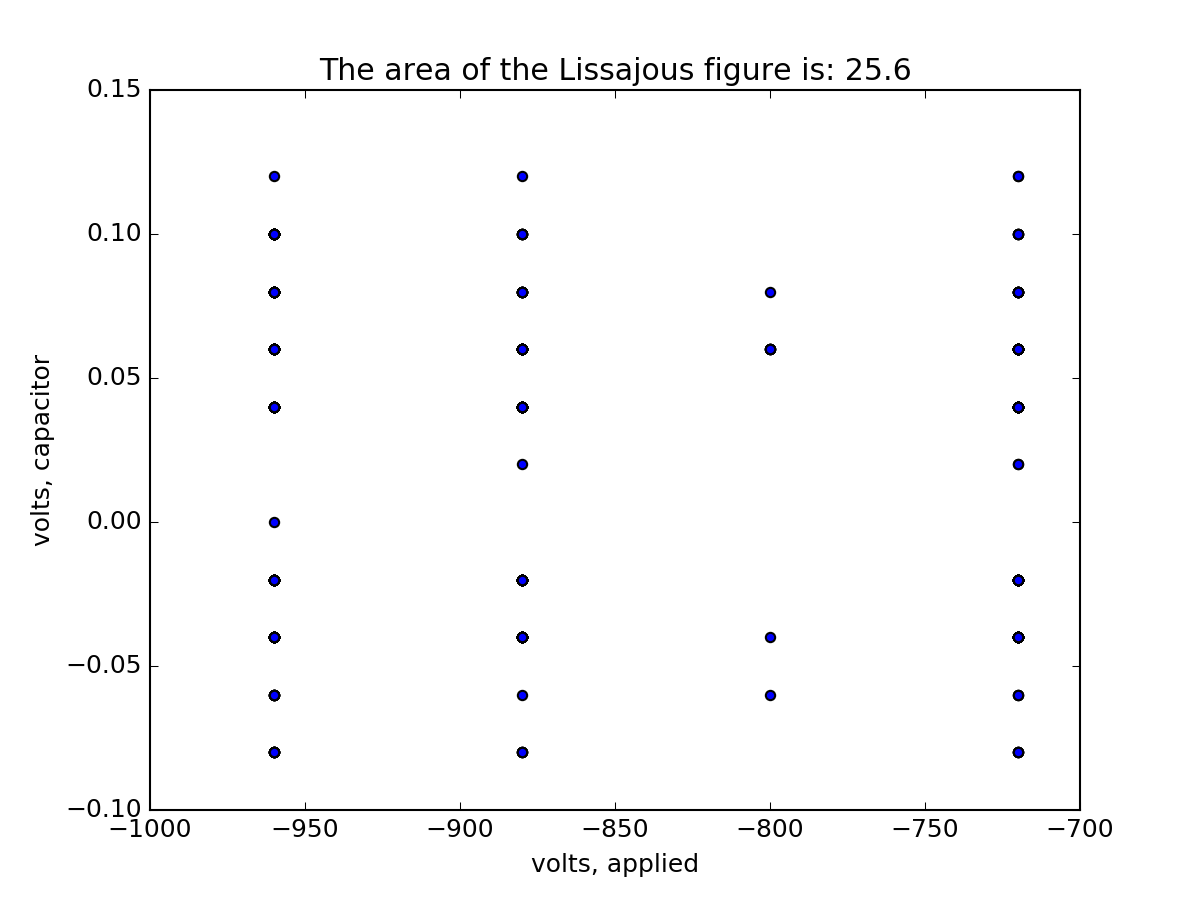 The area of the Lissajous figure is: 25.6
0.15
0.10
0.05
0.00
−0.05
−0.10
volts, capacitor
−1000 −950 −900 −850 −800 −750 −700
volts, applied